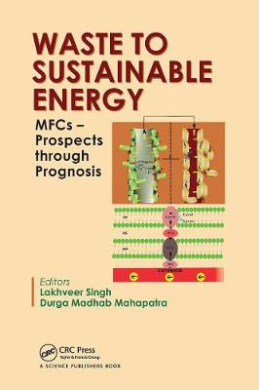 WASTE TO
SUSTAINABLE
ENERGY
MFCs –
Prospects
through
Prognosis
Editors
Lakhveer Singh
Durga Madhab Mahapatra
CRC Press
Taylor & Francis Group
A SCIENCE PUBLISHERS BOOK